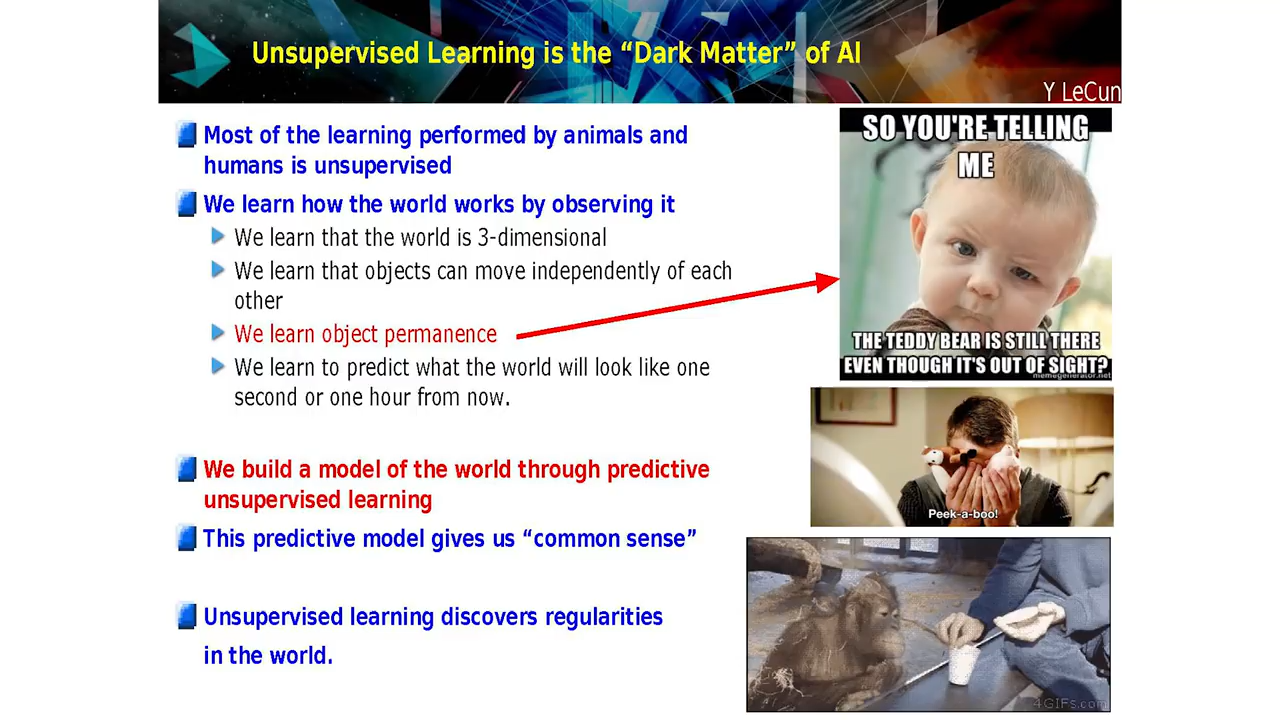 Unsupervised Learning is the “Dark Matter” of AI
Y LeCun
Most of the learning performed by animals and
humans is unsupervised
We learn how the world works by observing it
We learn that the world is 3-dimensional
We learn that objects can move independently of each
other
We learn object permanence
We learn to predict what the world will look like one
second or one hour from now.
We build a model of the world through predictive
unsupervised learning
This predictive model gives us “common sense”
Unsupervised learning discovers regularities
in the world.
SO YOU'RE TELLING
ME
THE TEDDY BEAR IS STILL THERE
EVEN THOUGH IT'S OUT OF SIGHT?
memegenerator.net
Peek-a-boo!
4GIFs.com